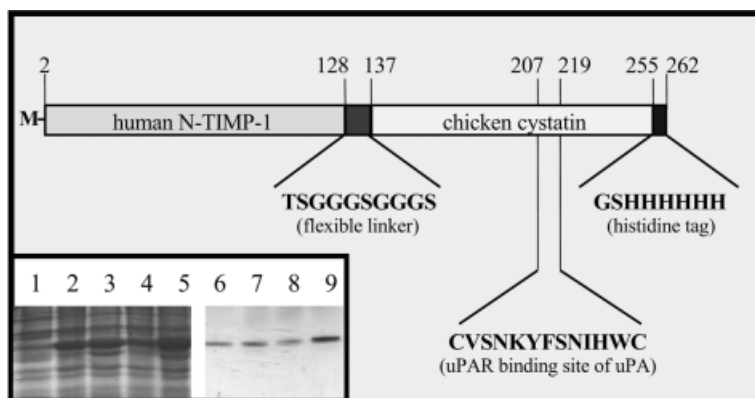 2 128 137 207 219 255 262
M human N-TIMP-1 chicken cystatin
TSGGGSGGGS
(flexible linker)
GSHHHHHH
(histidine tag)
1 2 3 4 5 6 7 8 9
CVSNKYFSNIHWC
(uPAR binding site of uPA)